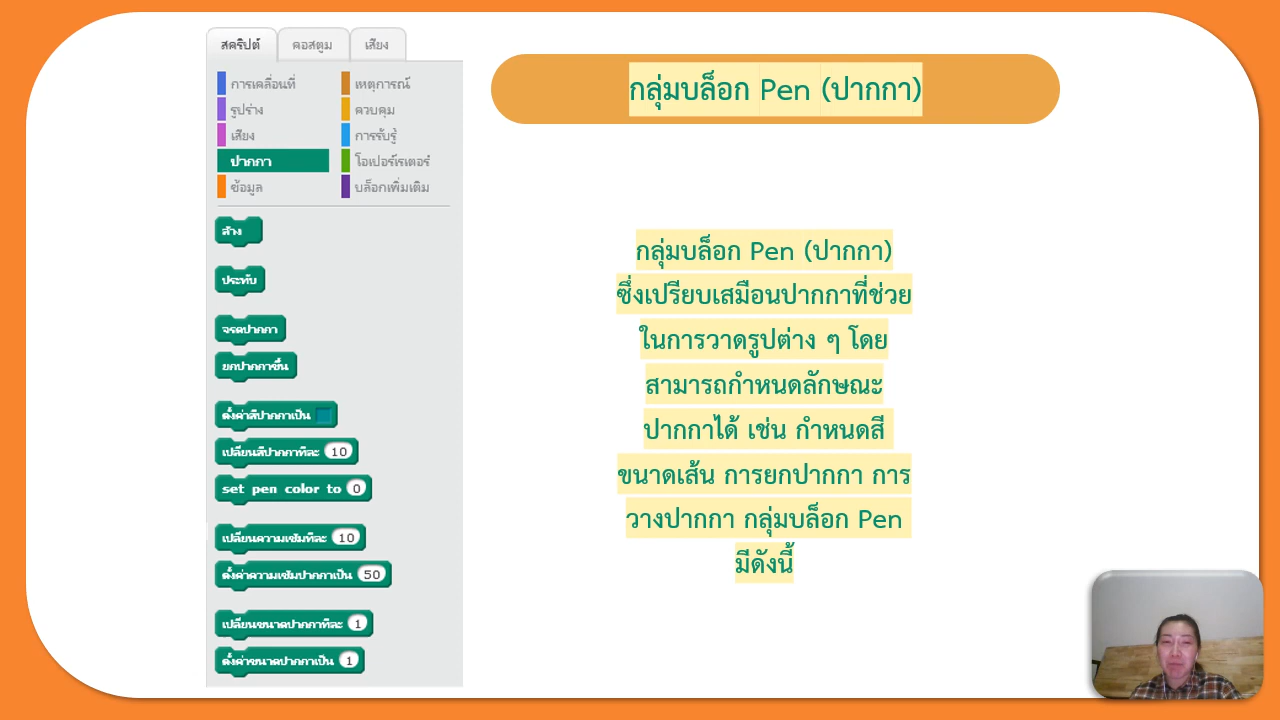 สคริปต์ คอสตูม เสียง
การเคลื่อนที่ เหตุการณ์
รูปร่าง ควบคุม
เสียง การรับรู้
ปากกา โอเปอร์เรเตอร์
ข้อมูล บล็อกเพิ่มเติม
ล้าง
ประทับ
จรดปากกา
ยกปากกาขึ้น
ตั้งค่าสีปากกาเป็น
เปลี่ยนสีปากกาทีละ 10
set pen color to 0
เปลี่ยนความเข้มทีละ 10
ตั้งค่าความเข้มปากกาเป็น 50
เปลี่ยนขนาดปากกาทีละ 1
ตั้งค่าขนาดปากกาเป็น 1
กลุ่มบล็อก Pen (ปากกา)
กลุ่มบล็อก Pen (ปากกา)
ซึ่งเปรียบเสมือนปากกาที่ช่วย
ในการวาดรูปต่าง ๆ โดย
สามารถกำหนดลักษณะ
ปากกาได้ เช่น กำหนดสี
ขนาดเส้น การยกปากกา การ
วางปากกา กลุ่มบล็อก Pen
มีดังนี้